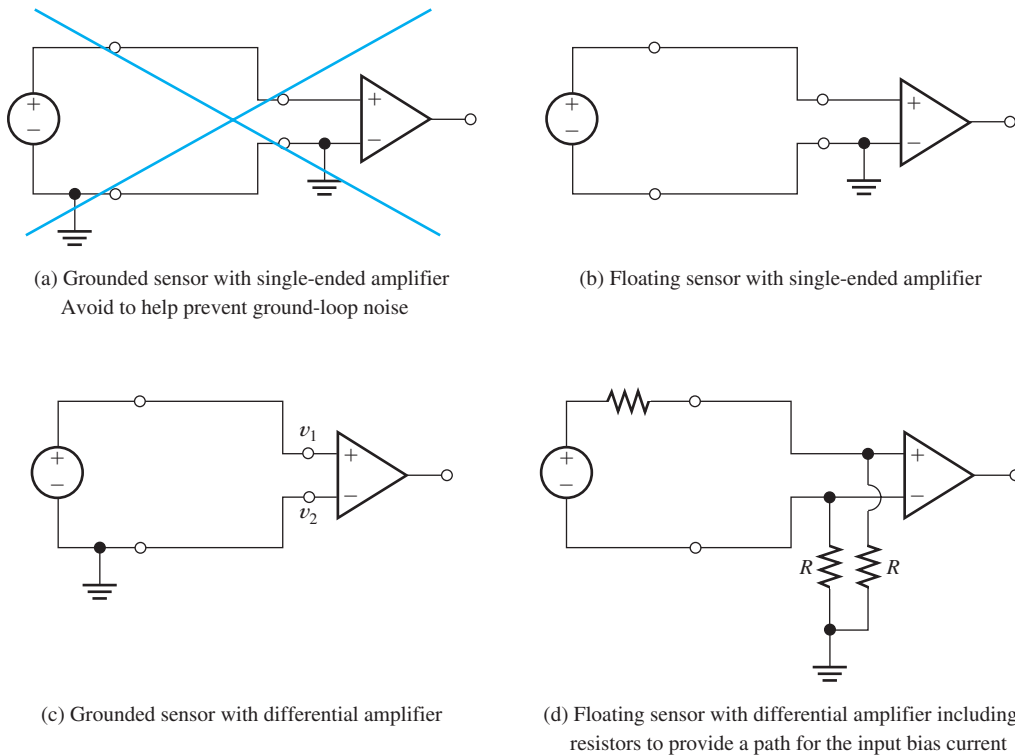 +
−
+
−
(a) Grounded sensor with single-ended amplifier
Avoid to help prevent ground-loop noise
+
−
+
−
(b) Floating sensor with single-ended amplifier
+
−
v1
+
−
v2
(c) Grounded sensor with differential amplifier
+
−
+
−
R
R
(d) Floating sensor with differential amplifier including
resistors to provide a path for the input bias current